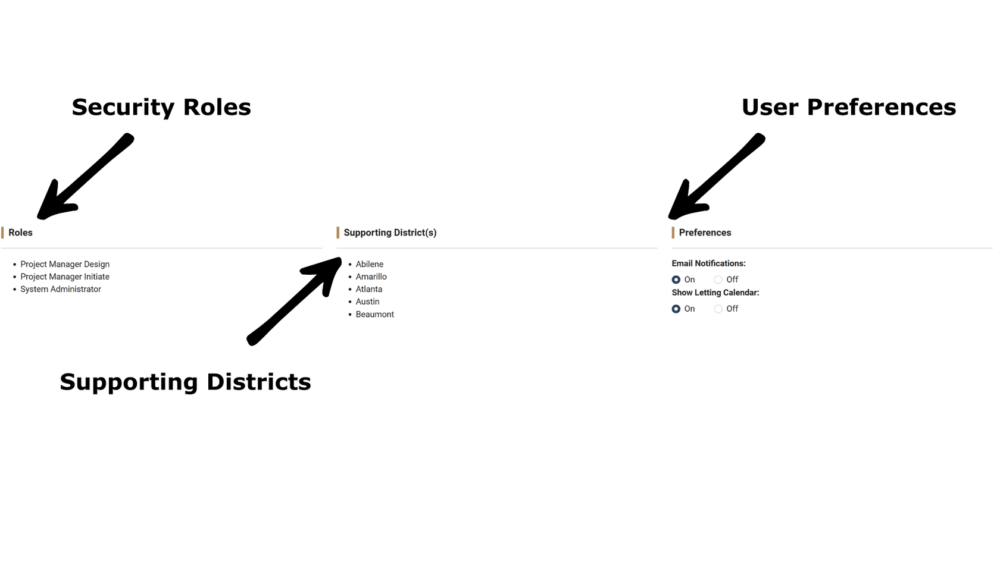 Security Roles
User Preferences
Roles
Project Manager Design
Project Manager Initiate
System Administrator
Supporting District(s)
Abilene
Amarillo
Atlanta
Austin
Beaumont
Preferences
Email Notifications:
On Off
Show Letting Calendar:
On Off
Supporting Districts